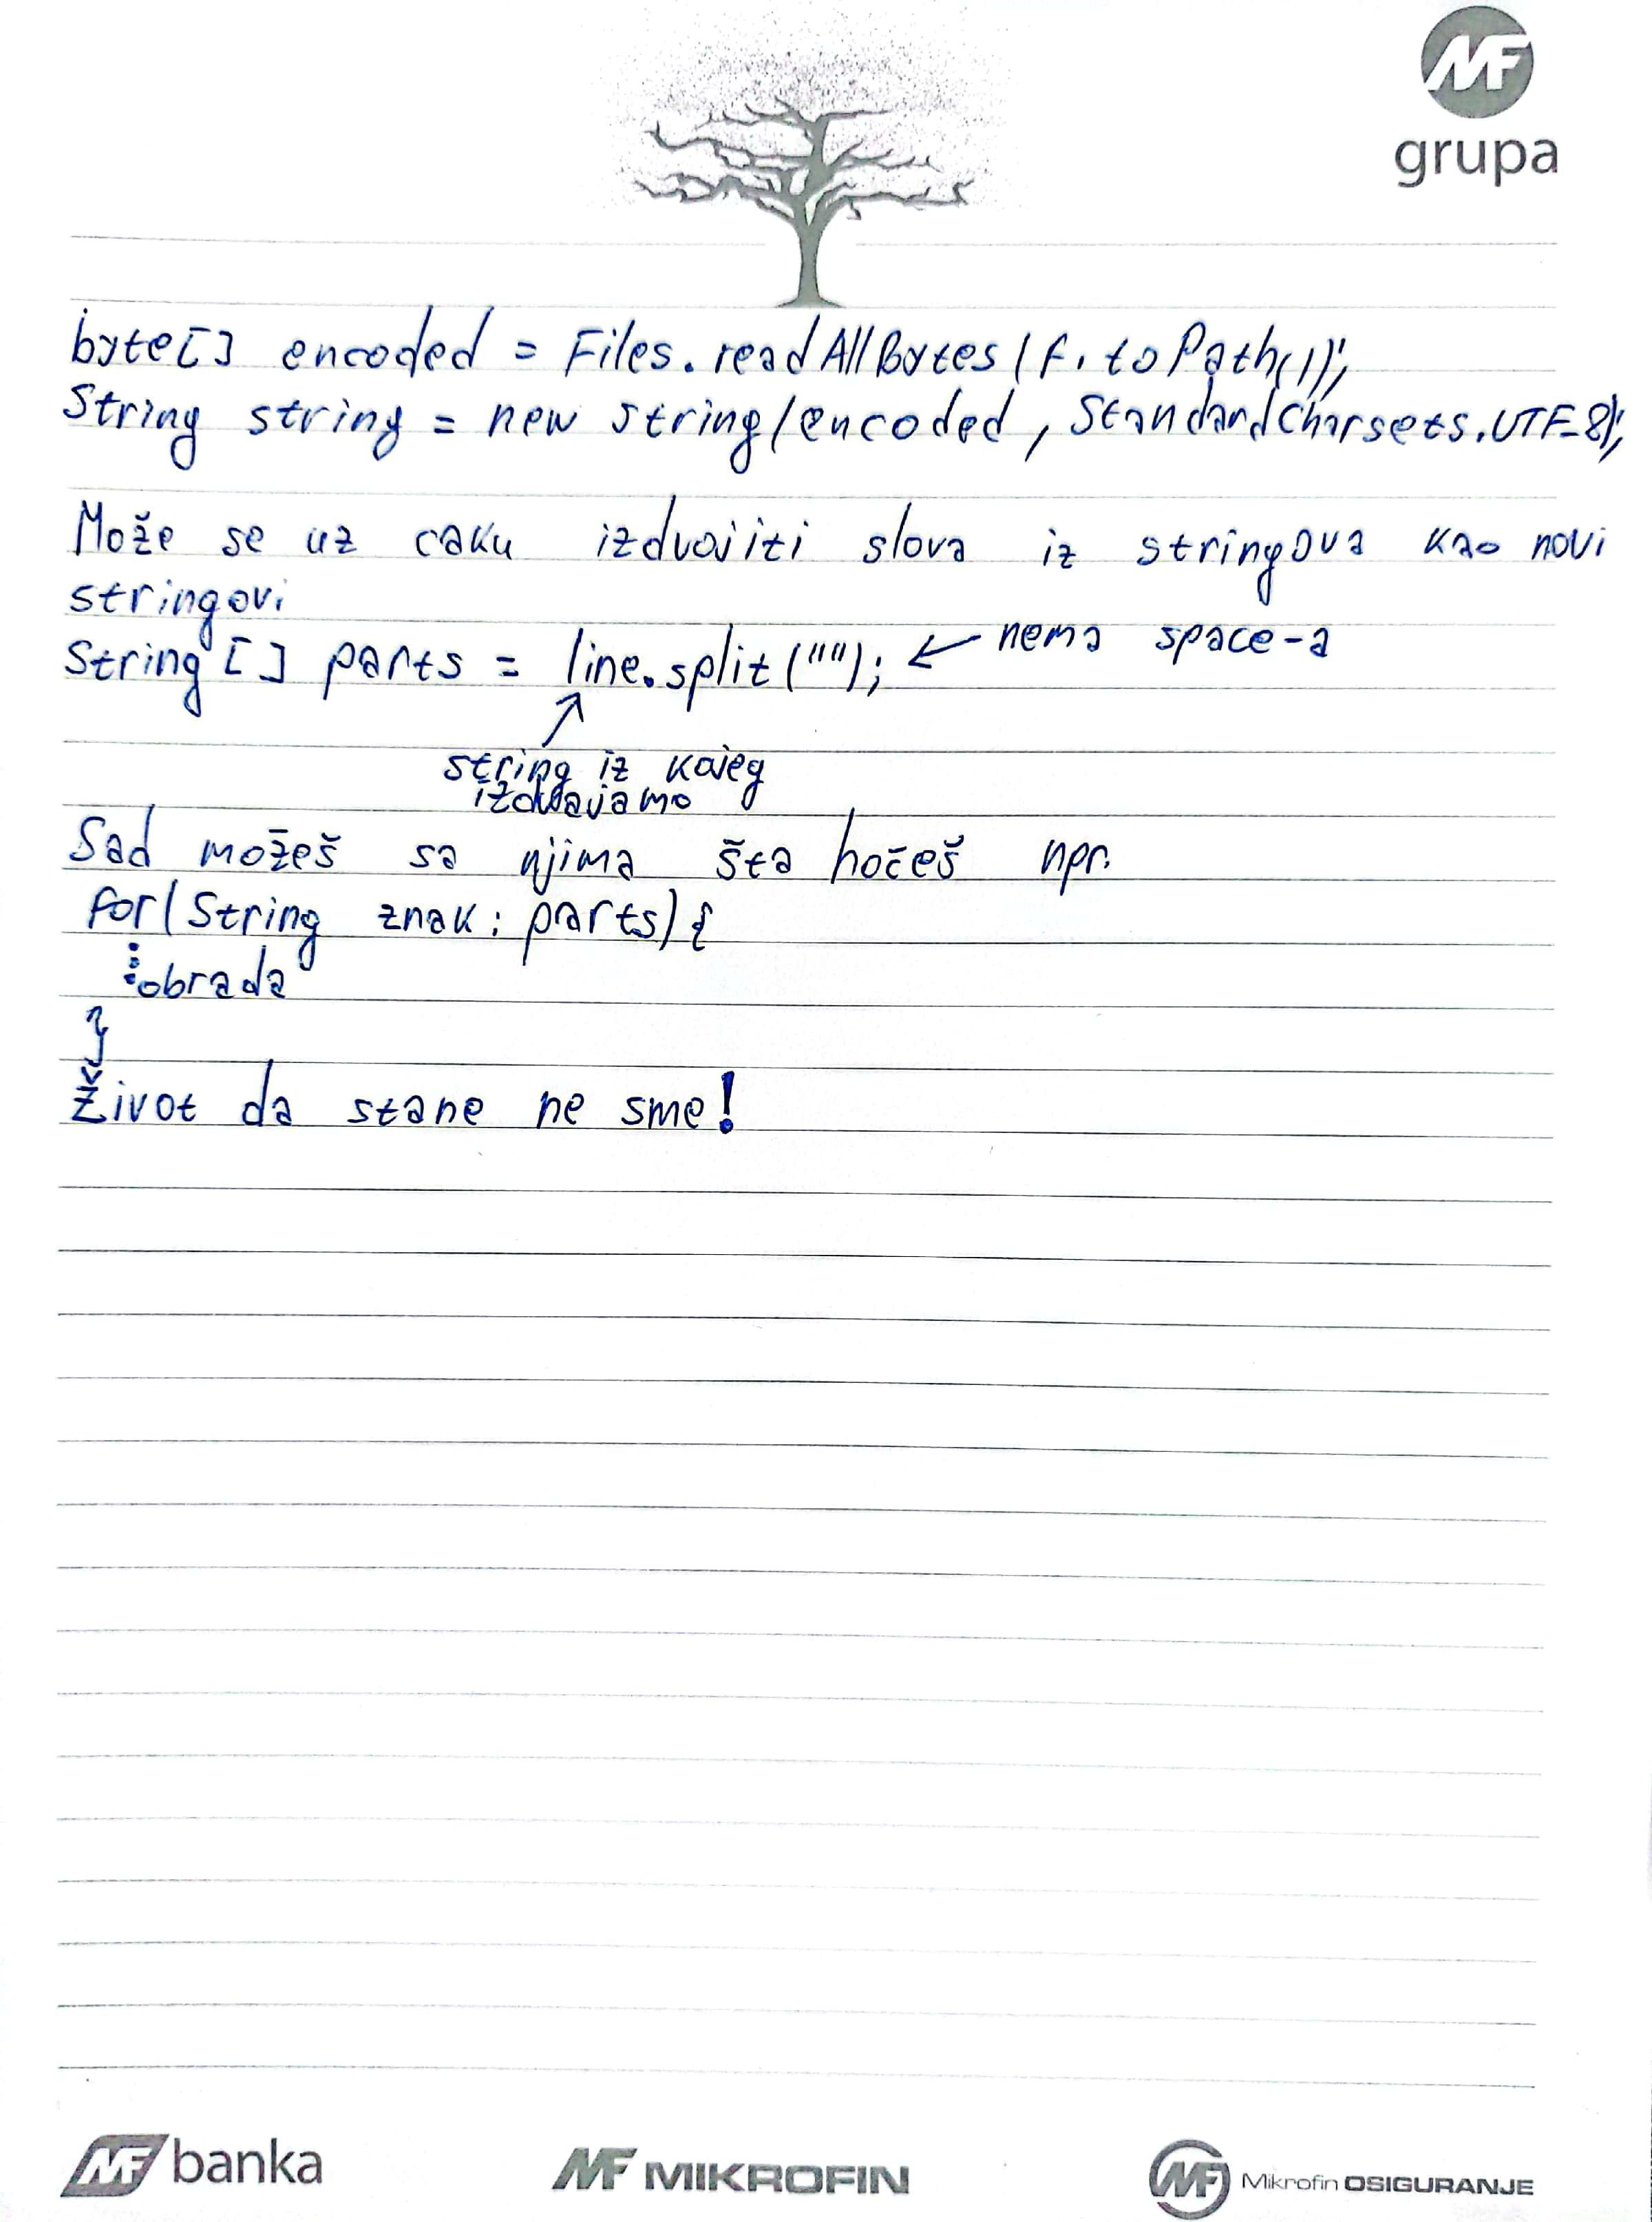 MF
grupa
byte[] encoded = Files.readAllBytes(f.toPath());
String string = new string(encoded, StandardCharsets.UTF_8);
Može se uz caku izdvojiti slova iz stringova kao novi
stringovi
String[] parts = line.split(""); ← nema space-a
string iz kojeg
izdvajamo
Sad možeš sa njima šta hoćeš npr.
for(String znak: parts){
⋮ obrada
}
Život da stane ne sme!
MF banka
MF MIKROFIN
MF Mikrofin OSIGURANJE